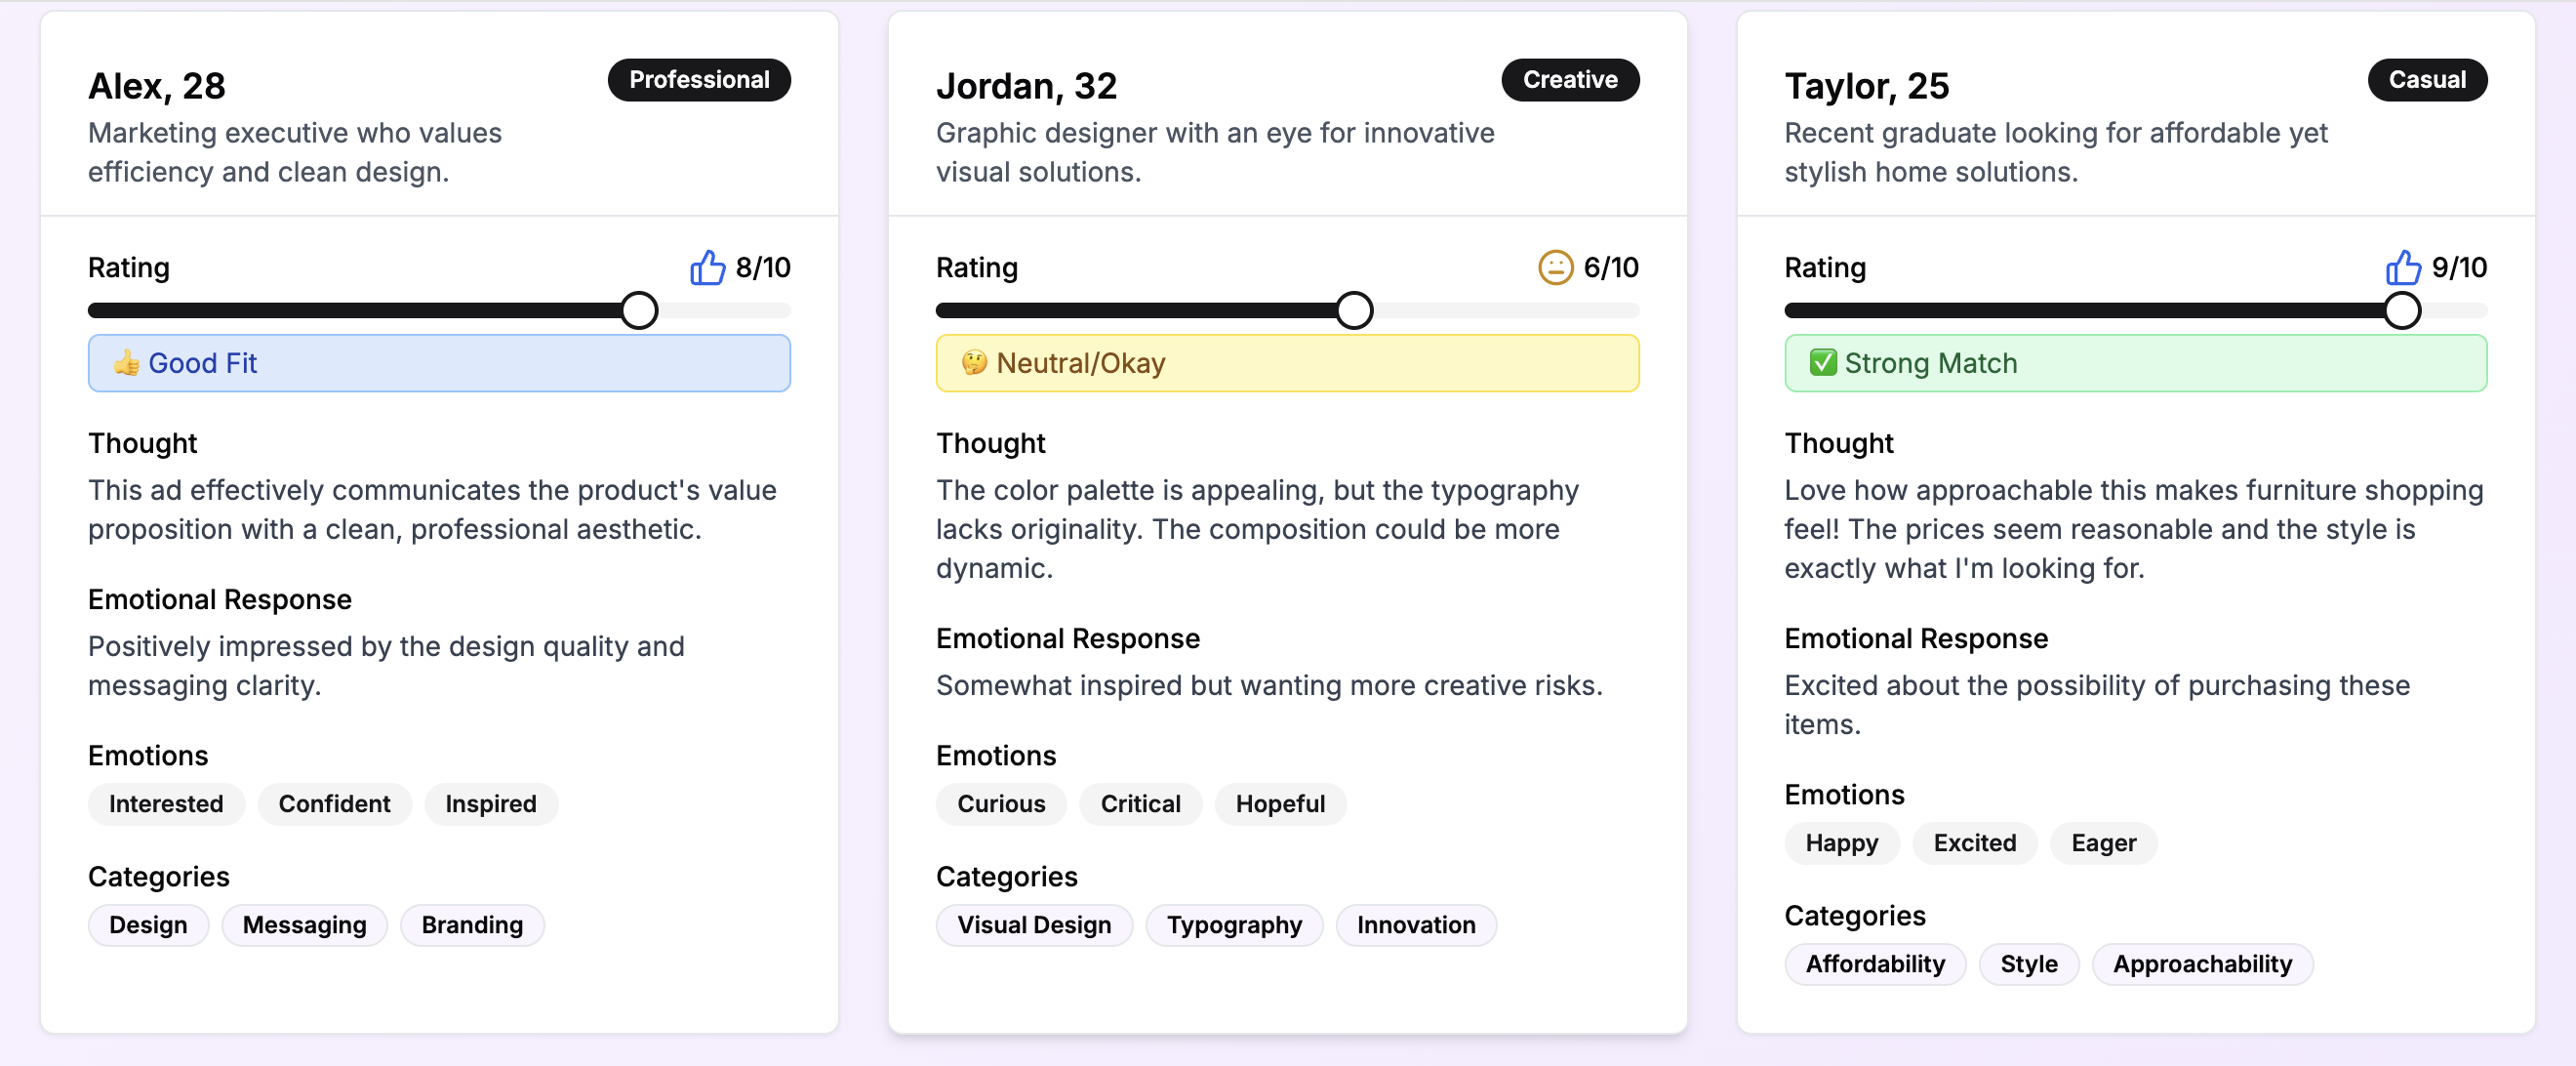 Alex, 28
Professional
Marketing executive who values
efficiency and clean design.
Rating
8/10
👍 Good Fit
Thought
This ad effectively communicates the product's value
proposition with a clean, professional aesthetic.
Emotional Response
Positively impressed by the design quality and
messaging clarity.
Emotions
Interested Confident Inspired
Categories
Design Messaging Branding
Jordan, 32
Creative
Graphic designer with an eye for innovative
visual solutions.
Rating
6/10
🤔 Neutral/Okay
Thought
The color palette is appealing, but the typography
lacks originality. The composition could be more
dynamic.
Emotional Response
Somewhat inspired but wanting more creative risks.
Emotions
Curious Critical Hopeful
Categories
Visual Design Typography Innovation
Taylor, 25
Casual
Recent graduate looking for affordable yet
stylish home solutions.
Rating
9/10
✅ Strong Match
Thought
Love how approachable this makes furniture shopping
feel! The prices seem reasonable and the style is
exactly what I'm looking for.
Emotional Response
Excited about the possibility of purchasing these
items.
Emotions
Happy Excited Eager
Categories
Affordability Style Approachability